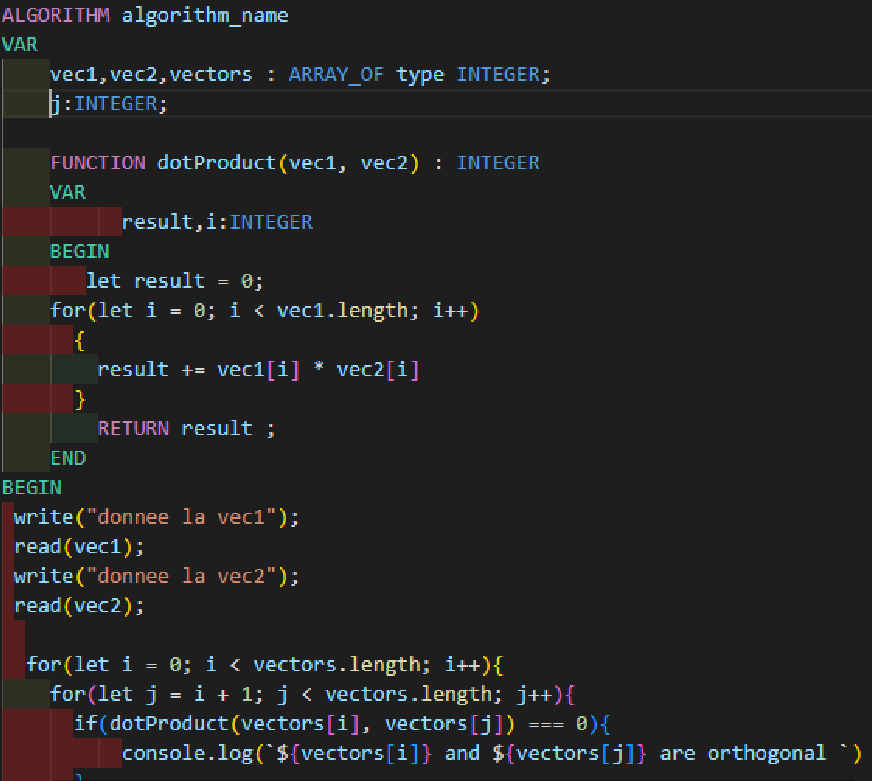 ALGORITHM algorithm_name
VAR
vec1,vec2,vectors : ARRAY_OF type INTEGER;
j:INTEGER;
FUNCTION dotProduct(vec1, vec2) : INTEGER
VAR
result,i:INTEGER
BEGIN
let result = 0;
for(let i = 0; i < vec1.length; i++)
{
result += vec1[i] * vec2[i]
}
RETURN result ;
END
BEGIN
write("donnee la vec1");
read(vec1);
write("donnee la vec2");
read(vec2);
for(let i = 0; i < vectors.length; i++){
for(let j = i + 1; j < vectors.length; j++){
if(dotProduct(vectors[i], vectors[j]) === 0){
console.log(`${vectors[i]} and ${vectors[j]} are orthogonal `)
}